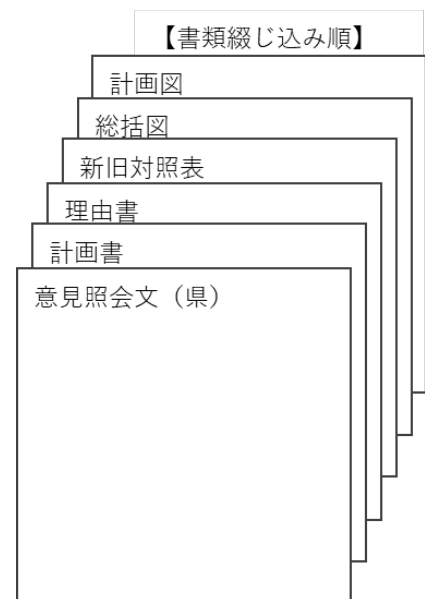 【書類綴じ込み順】
計画図
総括図
新旧対照表
理由書
計画書
意見照会文（県）